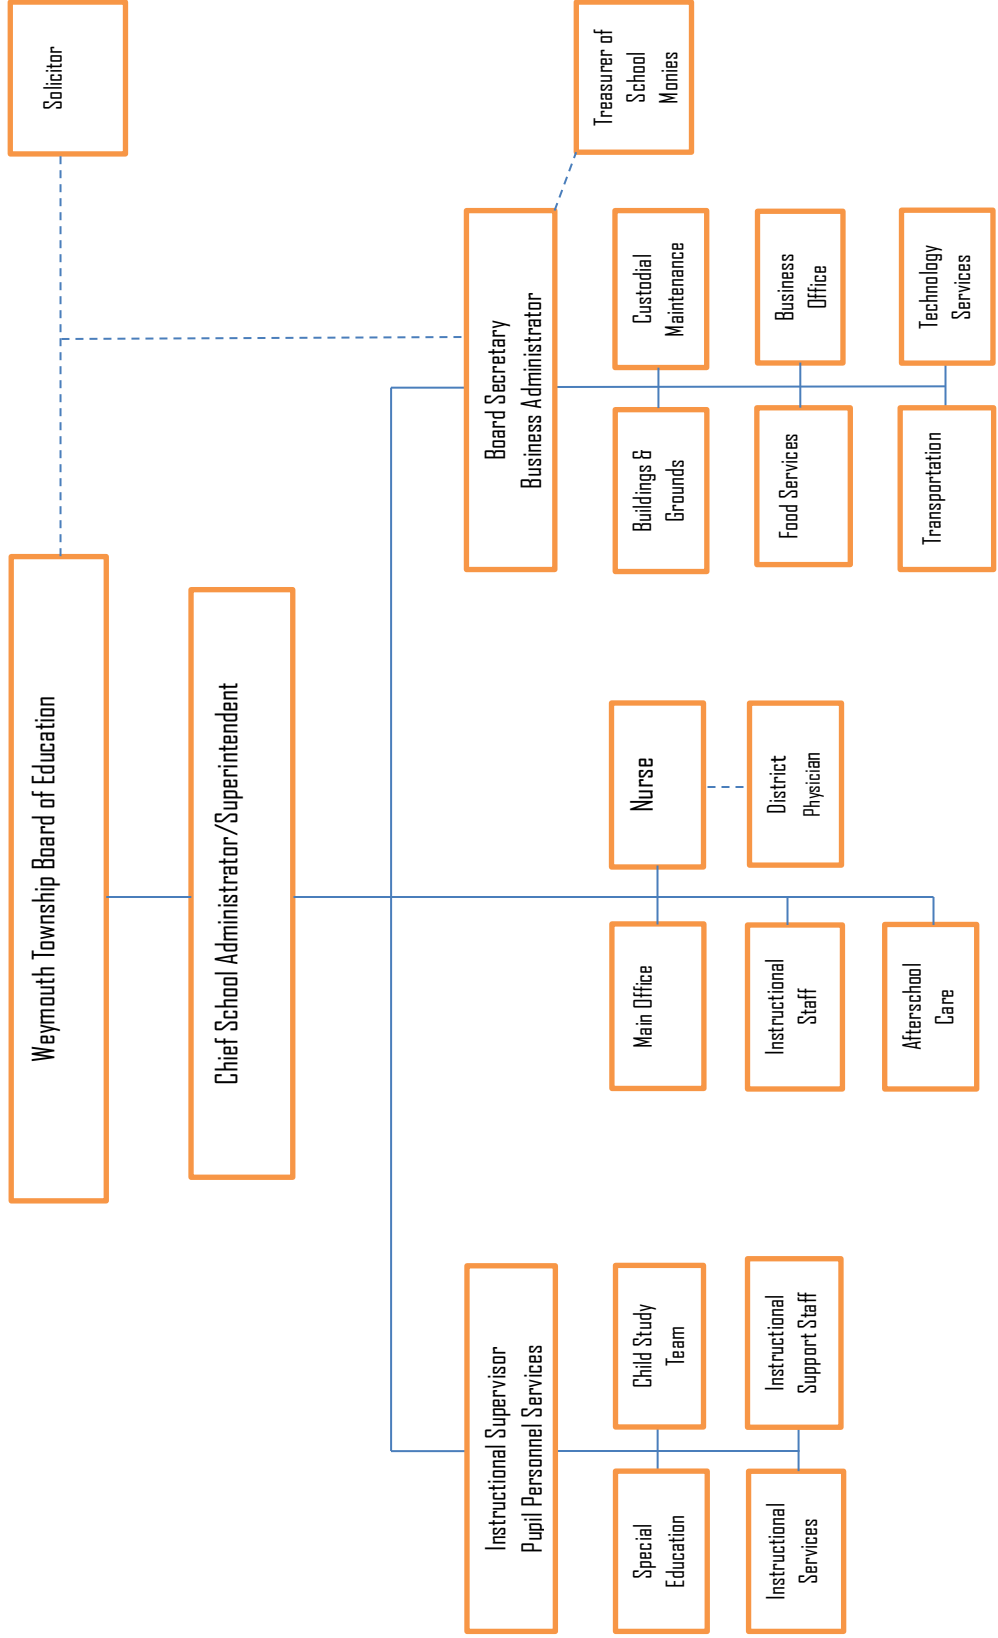 Solicitor
Weymouth Township Board of Education
Chief School Administrator/Superintendent
Treasurer of
School
Monies
Instructional Supervisor
Pupil Personnel Services
Board Secretary
Business Administrator
Special
Education
Child Study
Team
Main Office
Nurse
Buildings &
Grounds
Custodial
Maintenance
Instructional
Services
Instructional
Support Staff
Instructional
Staff
District
Physician
Food Services
Business
Office
Afterschool
Care
Transportation
Technology
Services